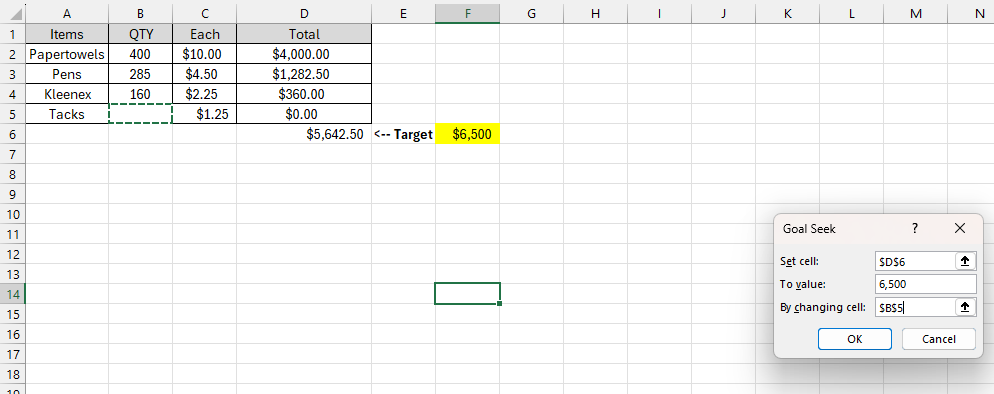 A B C D E F G H I J K L M N
1 Items QTY Each Total
2 Papertowels 400 $10.00 $4,000.00
3 Pens 285 $4.50 $1,282.50
4 Kleenex 160 $2.25 $360.00
5 Tacks $1.25 $0.00
6 $5,642.50 <-- Target $6,500
7
8
9
10
11
12
13
14
15
16
17
18
19
Goal Seek ? X
Set cell: $D$6
To value: 6,500
By changing cell: $B$5
OK Cancel